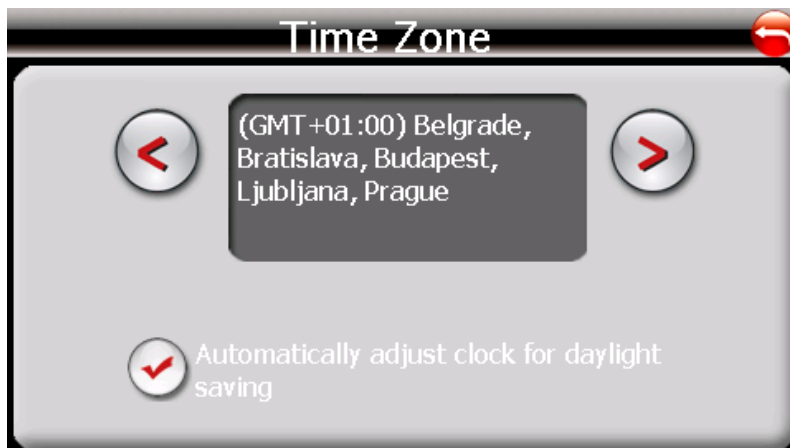 Time Zone
(GMT+01:00) Belgrade,
Bratislava, Budapest,
Ljubljana, Prague
< >
Automatically adjust clock for daylight
saving